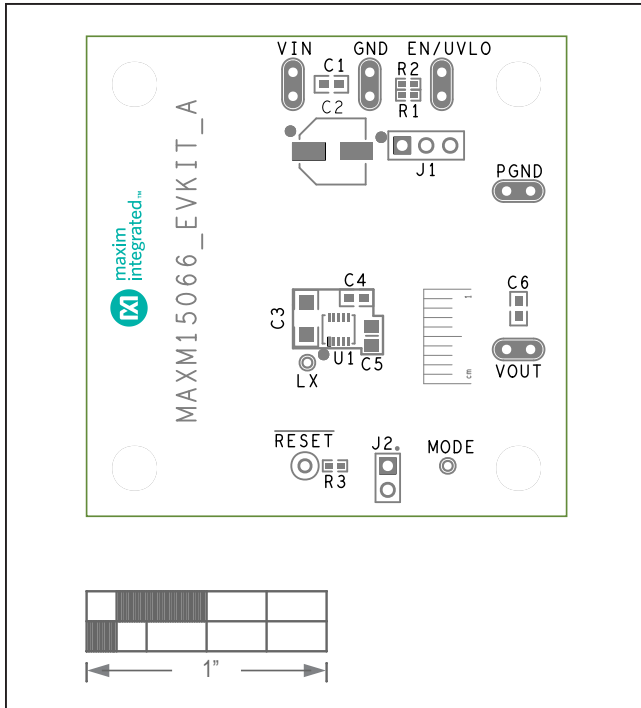 VIN
GND
EN/UVLO
C1
R2
C2
R1
J1
PGND
maxim
integrated™
MAXM15066_EVKIT_A
C4
C6
1
C3
U1
C5
cm
VOUT
LX
RESET
J2
MODE
R3
1”